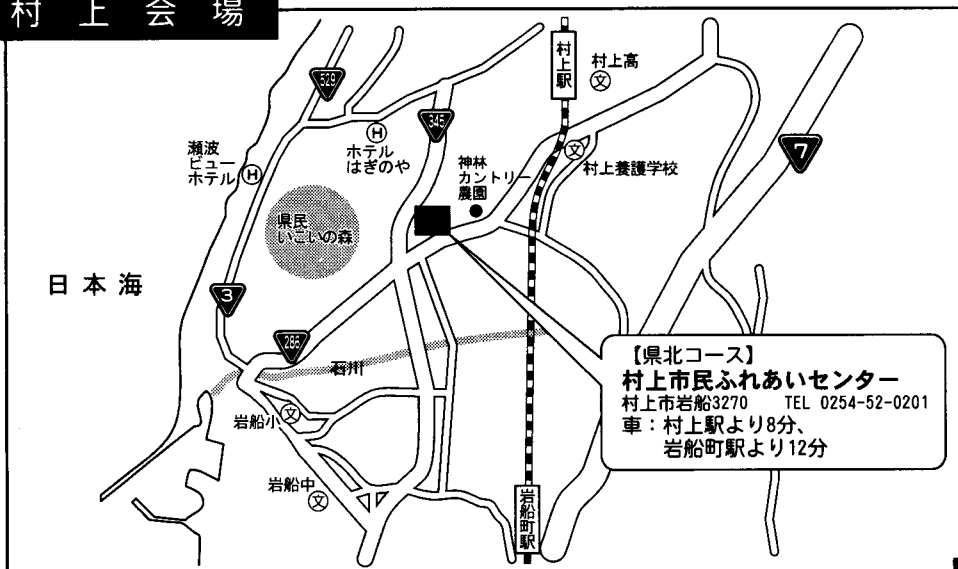 村上会場
529
345
7
3
286
村上駅
村上高
瀬波
ビュー
ホテル
H
H
ホテル
はぎのや
神林
カントリー
農園
文
文
村上養護学校
県民
いこいの森
日本海
石川
岩船小
文
岩船中
文
岩船町駅
【県北コース】
村上市民ふれあいセンター
村上市岩船3270 TEL 0254-52-0201
車：村上駅より8分、
岩船町駅より12分